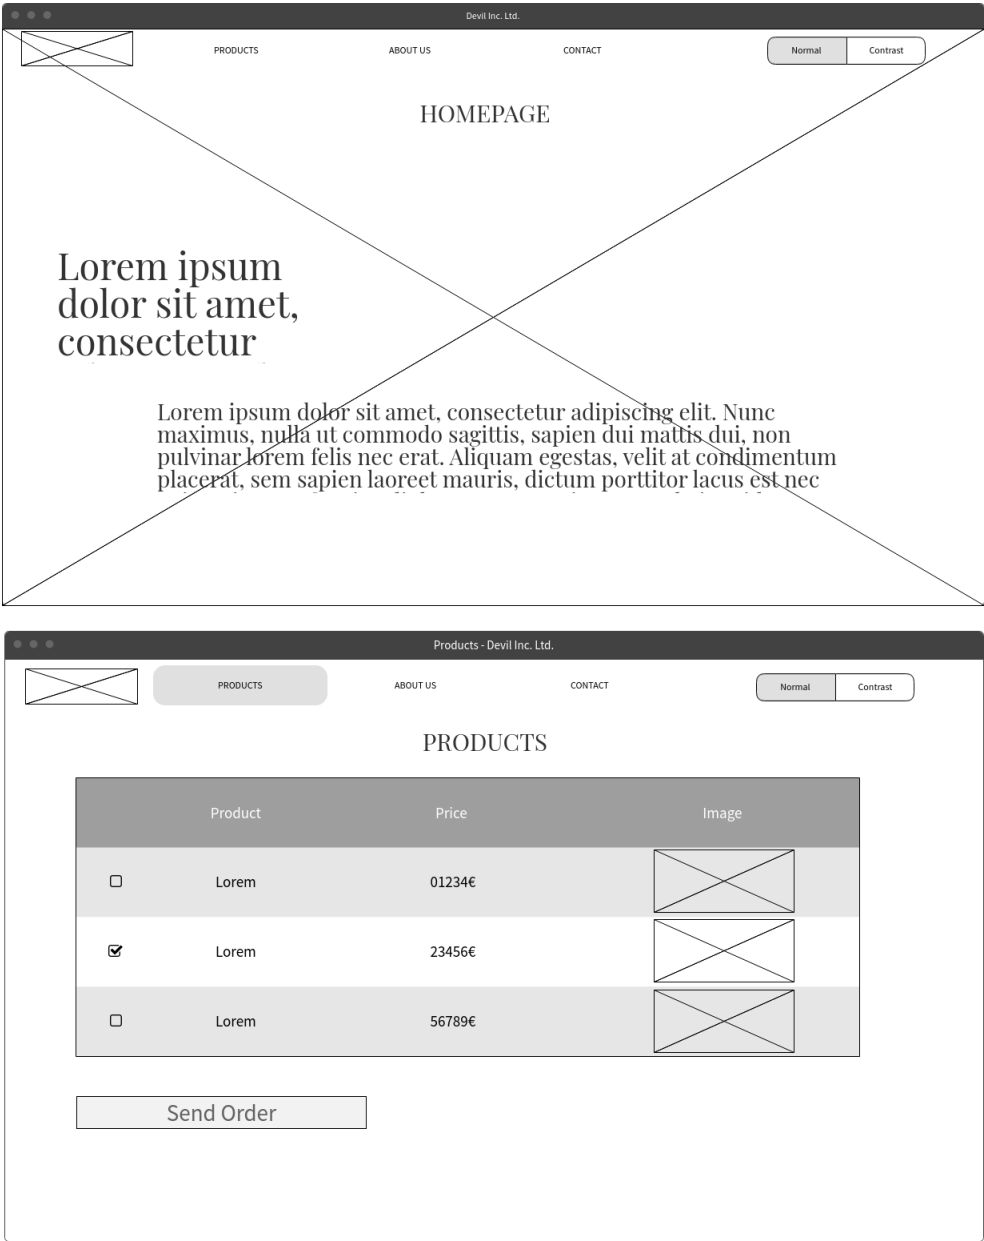 Devil Inc. Ltd.
PRODUCTS ABOUT US CONTACT Normal Contrast
HOMEPAGE
Lorem ipsum
dolor sit amet,
consectetur
Lorem ipsum dolor sit amet, consectetur adipiscing elit. Nunc
maximus, nulla ut commodo sagittis, sapien dui mattis dui, non
pulvinar lorem felis nec erat. Aliquam egestas, velit at condimentum
placerat, sem sapien laoreet mauris, dictum porttitor lacus est nec
Products - Devil Inc. Ltd.
PRODUCTS ABOUT US CONTACT Normal Contrast
PRODUCTS
Product Price Image
Lorem 01234€
Lorem 23456€
Lorem 56789€
Send Order